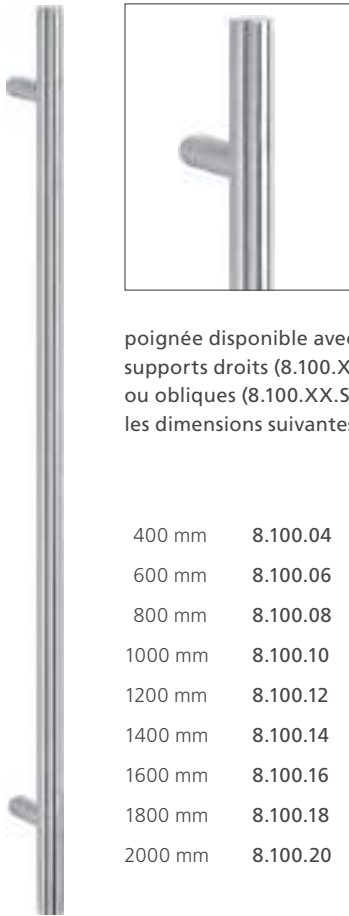 poignée disponible avec
supports droits (8.100.X
ou obliques (8.100.XX.S
les dimensions suivantes
400 mm 8.100.04
600 mm 8.100.06
800 mm 8.100.08
1000 mm 8.100.10
1200 mm 8.100.12
1400 mm 8.100.14
1600 mm 8.100.16
1800 mm 8.100.18
2000 mm 8.100.20